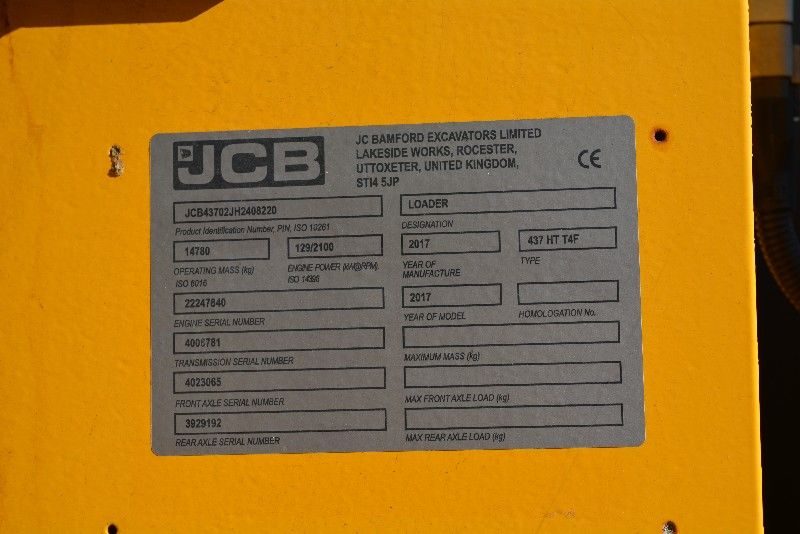 JCB
JC BAMFORD EXCAVATORS LIMITED
LAKESIDE WORKS, ROCESTER,
UTTOXETER, UNITED KINGDOM,
STI4 5JP
CE
JCB43702JH2408220
Product Identification Number, PIN, ISO 10261
LOADER
DESIGNATION
14780
OPERATING MASS (kg)
ISO 6016
129/2100
ENGINE POWER (kW@RPM)
ISO 14396
2017
YEAR OF
MANUFACTURE
437 HT T4F
TYPE
22247840
ENGINE SERIAL NUMBER
2017
YEAR OF MODEL
HOMOLOGATION No.
4006781
TRANSMISSION SERIAL NUMBER
MAXIMUM MASS (kg)
4023065
FRONT AXLE SERIAL NUMBER
MAX FRONT AXLE LOAD (kg)
3929192
REAR AXLE SERIAL NUMBER
MAX REAR AXLE LOAD (kg)